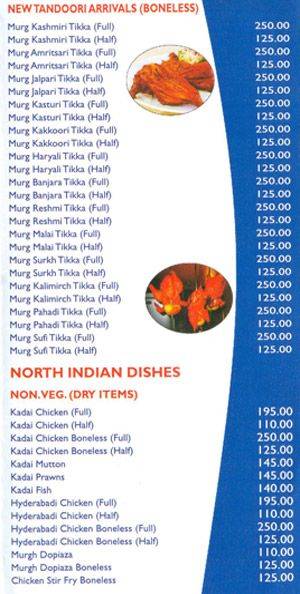 NEW TANDOORI ARRIVALS (BONELESS)
Murg Kashmiri Tikka (Full) 250.00
Murg Kashmiri Tikka (Half) 125.00
Murg Amritsari Tikka (Full) 250.00
Murg Amritsari Tikka (Half) 125.00
Murg Jalpari Tikka (Full) 250.00
Murg Jalpari Tikka (Half) 125.00
Murg Kasturi Tikka (Full) 250.00
Murg Kasturi Tikka (Half) 125.00
Murg Kakkoori Tikka (Full) 250.00
Murg Kakkoori Tikka (Half) 125.00
Murg Haryali Tikka (Full) 250.00
Murg Haryali Tikka (Half) 125.00
Murg Banjara Tikka (Full) 250.00
Murg Banjara Tikka (Half) 125.00
Murg Reshmi Tikka (Full) 250.00
Murg Reshmi Tikka (Half) 125.00
Murg Malai Tikka (Full) 250.00
Murg Malai Tikka (Half) 125.00
Murg Surkh Tikka (Full) 250.00
Murg Surkh Tikka (Half) 125.00
Murg Kalimirch Tikka (Full) 250.00
Murg Kalimirch Tikka (Half) 125.00
Murg Pahadi Tikka (Full) 250.00
Murg Pahadi Tikka (Half) 125.00
Murg Sufi Tikka (Full) 250.00
Murg Sufi Tikka (Half) 125.00
NORTH INDIAN DISHES
NON.VEG. (DRY ITEMS)
Kadai Chicken (Full) 195.00
Kadai Chicken (Half) 110.00
Kadai Chicken Boneless (Full) 250.00
Kadai Chicken Boneless (Half) 125.00
Kadai Mutton 145.00
Kadai Prawns 145.00
Kadai Fish 140.00
Hyderabadi Chicken (Full) 195.00
Hyderabadi Chicken (Half) 110.00
Hyderabadi Chicken Boneless (Full) 250.00
Hyderabadi Chicken Boneless (Half) 125.00
Murgh Dopiaza 110.00
Murgh Dopiaza Boneless 125.00
Chicken Stir Fry Boneless 125.00